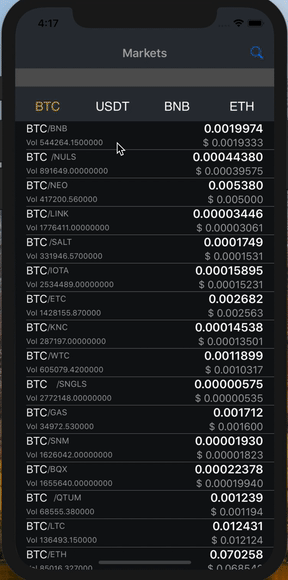 4:17
Markets
BTC USDT BNB ETH
BTC/BNB 0.0019974
Vol 544264.1500000 $ 0.0019333
BTC /NULS 0.00044380
Vol 891649.00000000 $ 0.00039575
BTC/NEO 0.005380
Vol 417200.560000 $ 0.005000
BTC/LINK 0.00003446
Vol 1776411.00000000 $ 0.00003061
BTC/SALT 0.0001749
Vol 331946.5700000 $ 0.0001531
BTC/IOTA 0.00015895
Vol 2534489.00000000 $ 0.00015231
BTC/ETC 0.002682
Vol 1428155.870000 $ 0.002563
BTC/KNC 0.00014538
Vol 287197.00000000 $ 0.00013501
BTC/WTC 0.0011899
Vol 605079.4200000 $ 0.0010317
BTC /SNGLS 0.00000575
Vol 2772148.00000000 $ 0.00000535
BTC/GAS 0.001712
Vol 34972.530000 $ 0.001600
BTC/SNM 0.00001930
Vol 1626042.00000000 $ 0.00001823
BTC/BQX 0.00022378
Vol 1655640.00000000 $ 0.00019940
BTC /QTUM 0.001239
Vol 68555.380000 $ 0.001194
BTC/LTC 0.012431
Vol 136493.150000 $ 0.012124
BTC/ETH 0.070258